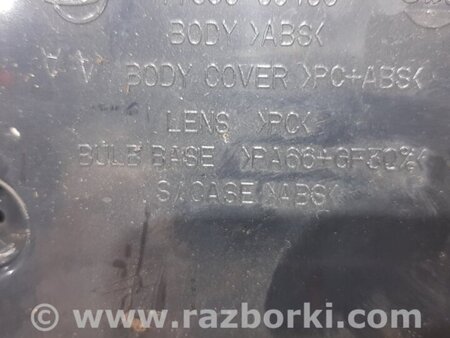 BODY >ABS<
BODY COVER >PC+ABS<
LENS >PC<
BULB BASE >PA66+GF30%<
S/CASE >ABS<
www.razborki.com